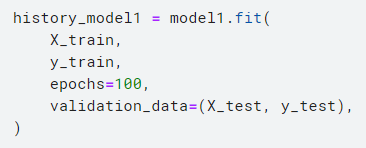 history_model1 = model1.fit(
    X_train,
    y_train,
    epochs=100,
    validation_data=(X_test, y_test),
)